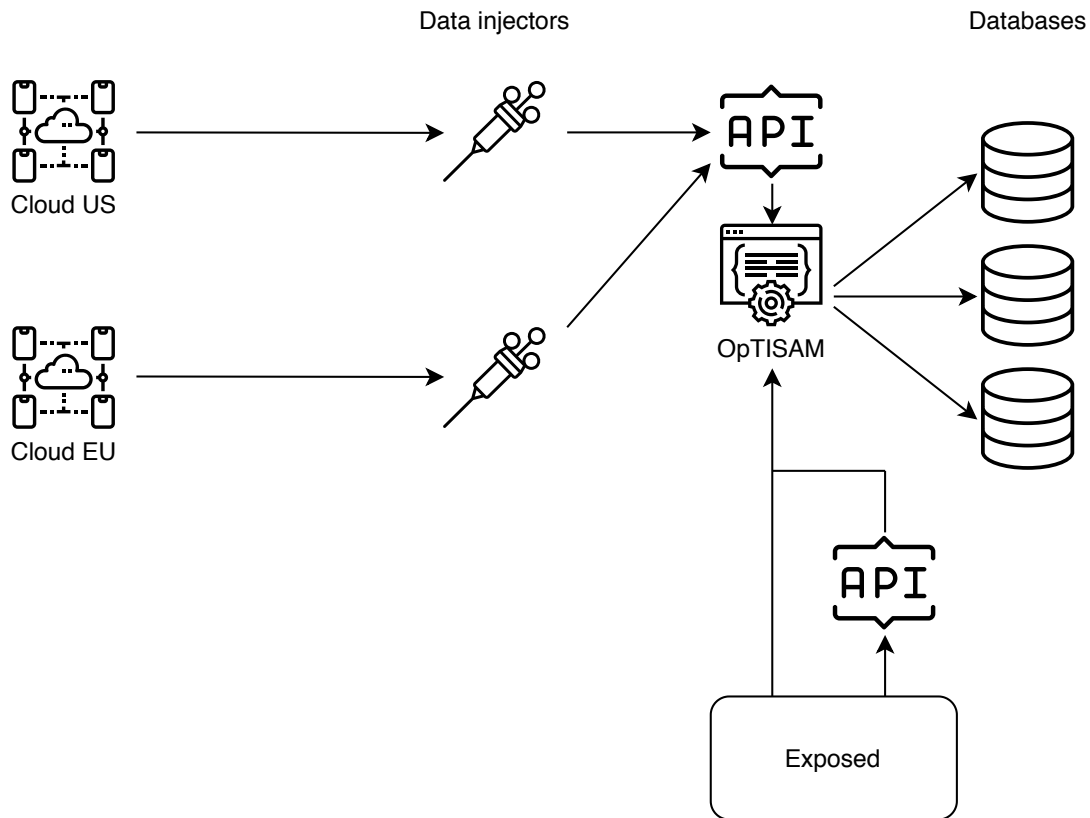 Data injectors
Databases
API
Cloud US
OpTISAM
Cloud EU
API
Exposed